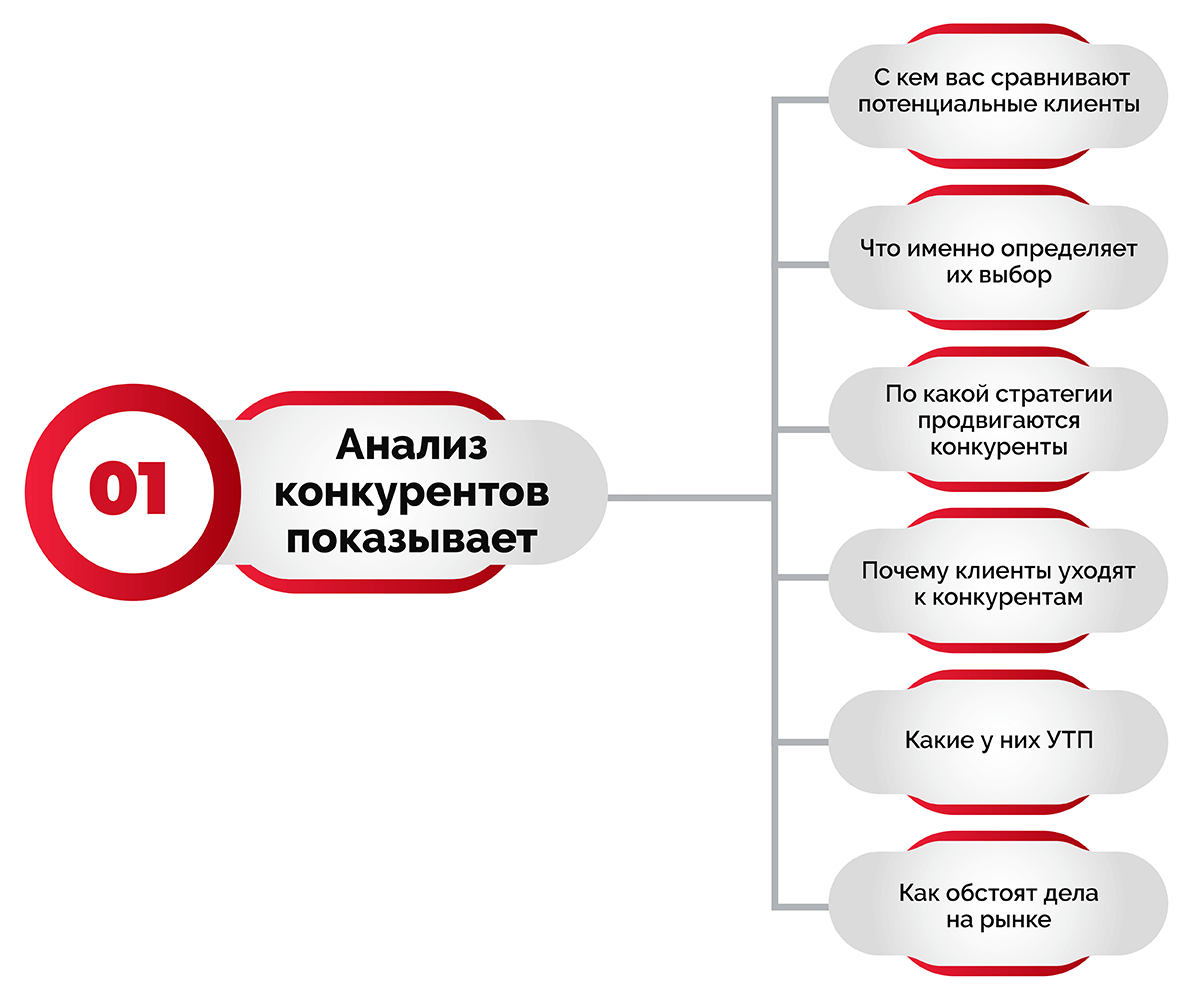 01
Анализ
конкурентов
показывает
С кем вас сравнивают
потенциальные клиенты
Что именно определяет
их выбор
По какой стратегии
продвигаются
конкуренты
Почему клиенты уходят
к конкурентам
Какие у них УТП
Как обстоят дела
на рынке